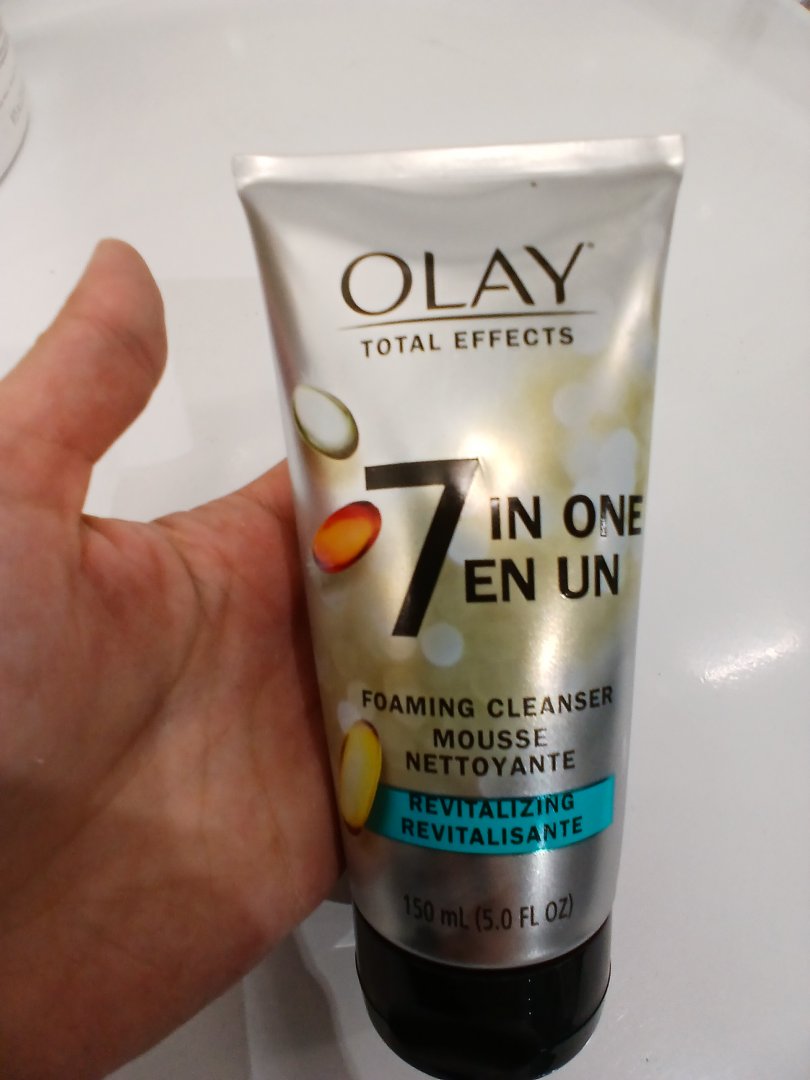 OLAY
TOTAL EFFECTS
7 IN ONE
EN UN
FOAMING CLEANSER
MOUSSE
NETTOYANTE
REVITALIZING
REVITALISANTE
150 mL (5.0 FL OZ)